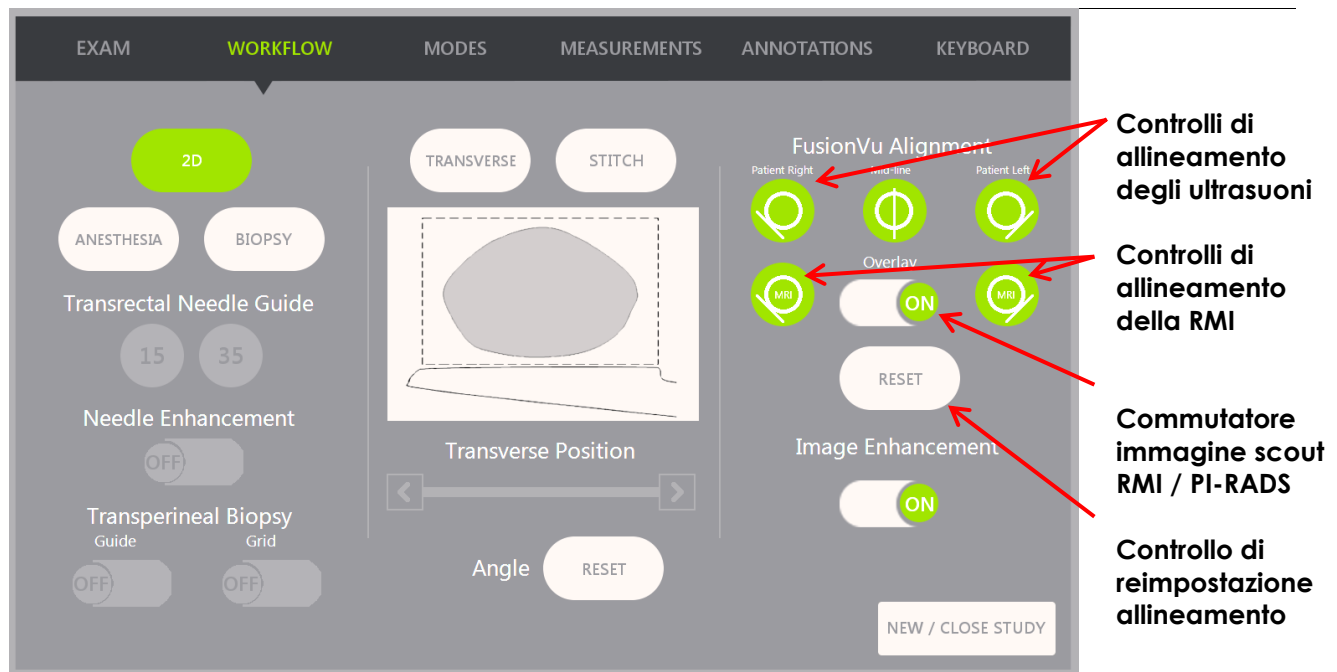 EXAM WORKFLOW MODES MEASUREMENTS ANNOTATIONS KEYBOARD
2D
ANESTHESIA BIOPSY
Transrectal Needle Guide
15 35
Needle Enhancement
OFF
Transperineal Biopsy
Guide Grid
OFF OFF
TRANSVERSE STITCH
Transverse Position
Angle RESET
FusionVu Alignment
Patient Right Mid-line Patient Left
Overlay
MRI ON MRI
RESET
Image Enhancement
ON
NEW / CLOSE STUDY
Controlli di
allineamento
degli ultrasuoni
Controlli di
allineamento
della RMI
Commutatore
immagine scout
RMI / PI-RADS
Controllo di
reimpostazione
allineamento